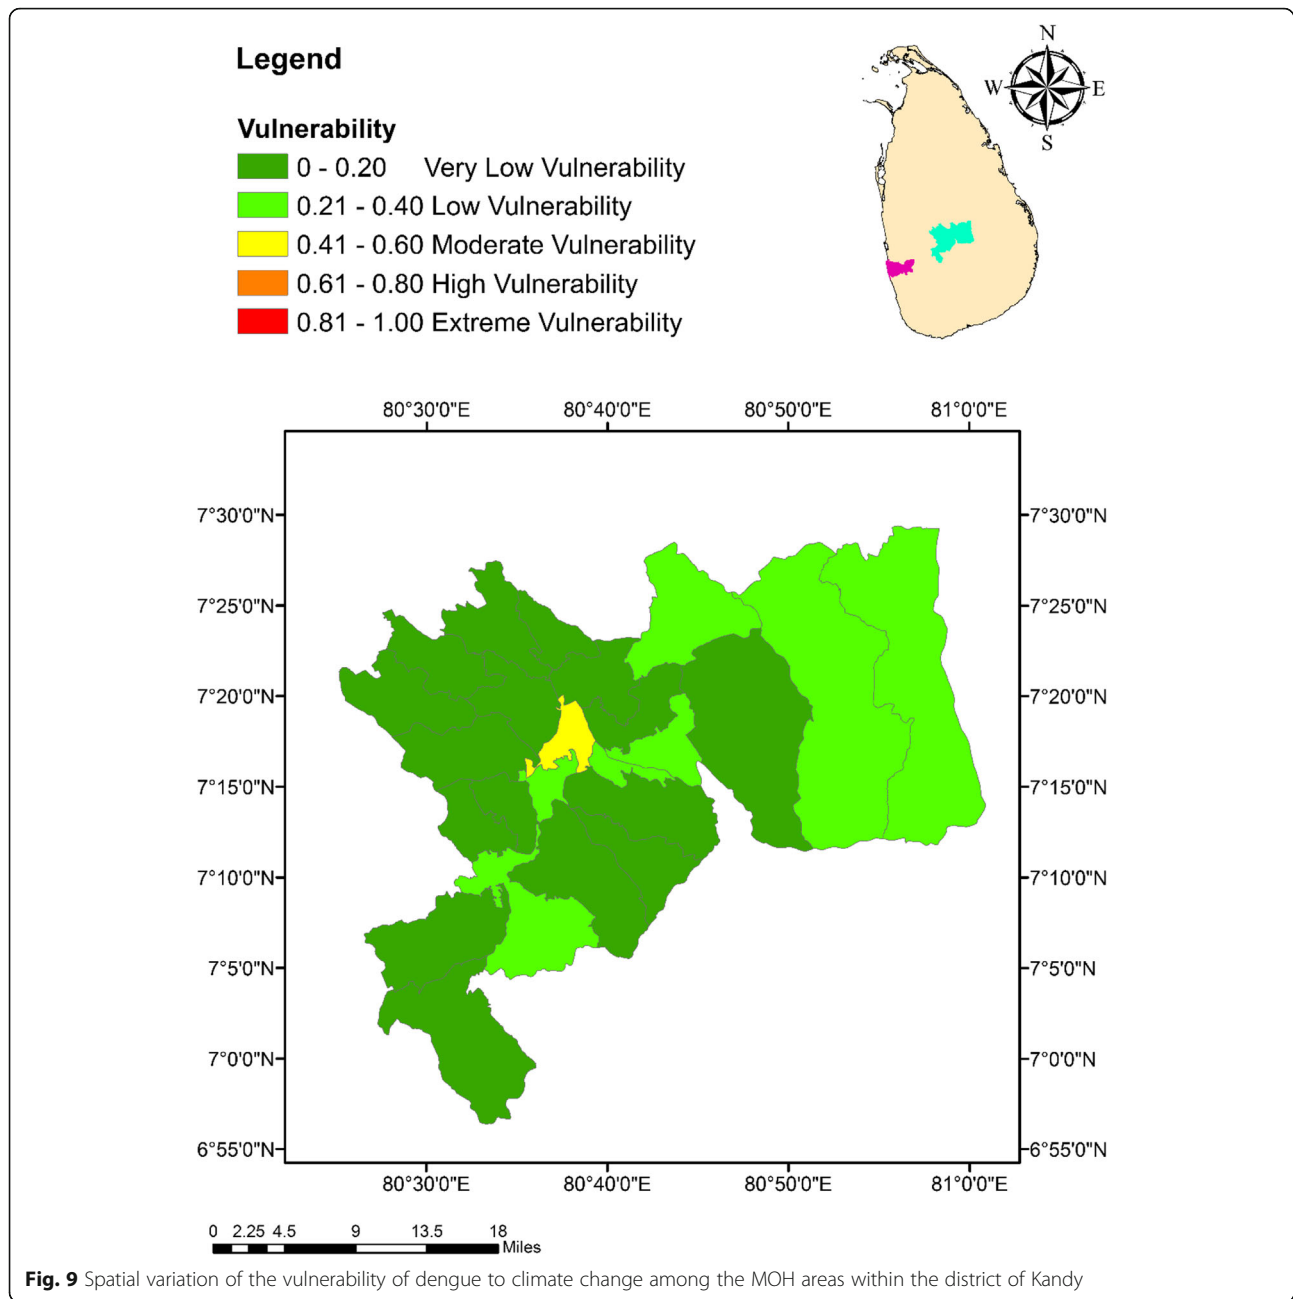 Legend
N
W E
S
Vulnerability
0 - 0.20 Very Low Vulnerability
0.21 - 0.40 Low Vulnerability
0.41 - 0.60 Moderate Vulnerability
0.61 - 0.80 High Vulnerability
0.81 - 1.00 Extreme Vulnerability
80°30'0"E 80°40'0"E 80°50'0"E 81°0'0"E
7°30'0"N 7°30'0"N
7°25'0"N 7°25'0"N
7°20'0"N 7°20'0"N
7°15'0"N 7°15'0"N
7°10'0"N 7°10'0"N
7°5'0"N 7°5'0"N
7°0'0"N 7°0'0"N
6°55'0"N 6°55'0"N
80°30'0"E 80°40'0"E 80°50'0"E 81°0'0"E
0 2.25 4.5 9 13.5 18
Miles
Fig. 9 Spatial variation of the vulnerability of dengue to climate change among the MOH areas within the district of Kandy